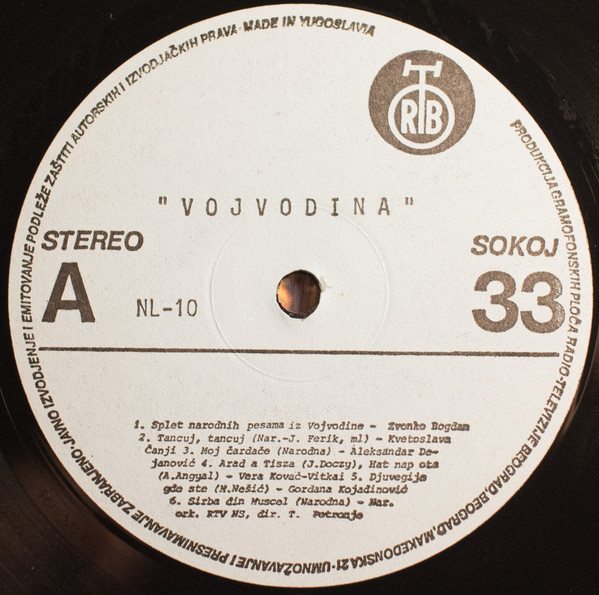 JAVNO IZVODJENJE I EMITOVANJE PODLEŽE ZAŠTITI AUTORSKIH I IZVODJAČKIH PRAVA·MADE IN YUGOSLAVIA
RTB
PRODUKCIJA GRAMOFONSKIH PLOČA RADIO-TELEVIZIJE BEOGRAD, BEOGRAD, MAKEDONSKA 21·UMNOŽAVANJE I PRESNIMAVANJE ZABRANJENO·
"VOJVODINA"
STEREO
SOKOJ
A
NL-10
33
1. Splet narodnih pesama iz Vojvodine - Zvonko Bogdan
2. Tancuj, tancuj (Nar.-J. Ferik, ml) - Kvetoslava
Čanji 3. Moj čardače (Narodna) - Aleksandar De-
janović 4. Arad a Tisza (J.Doczy), Hat nap ota
(A.Angyal) - Vera Kovač-Vitkai 5. Djuvegije
gde ste (M.Nešić) - Gordana Kojadinović
6. Sirba din Muscel (Narodna) - Nar.
ork. RTV NS, dir. T. Petronje